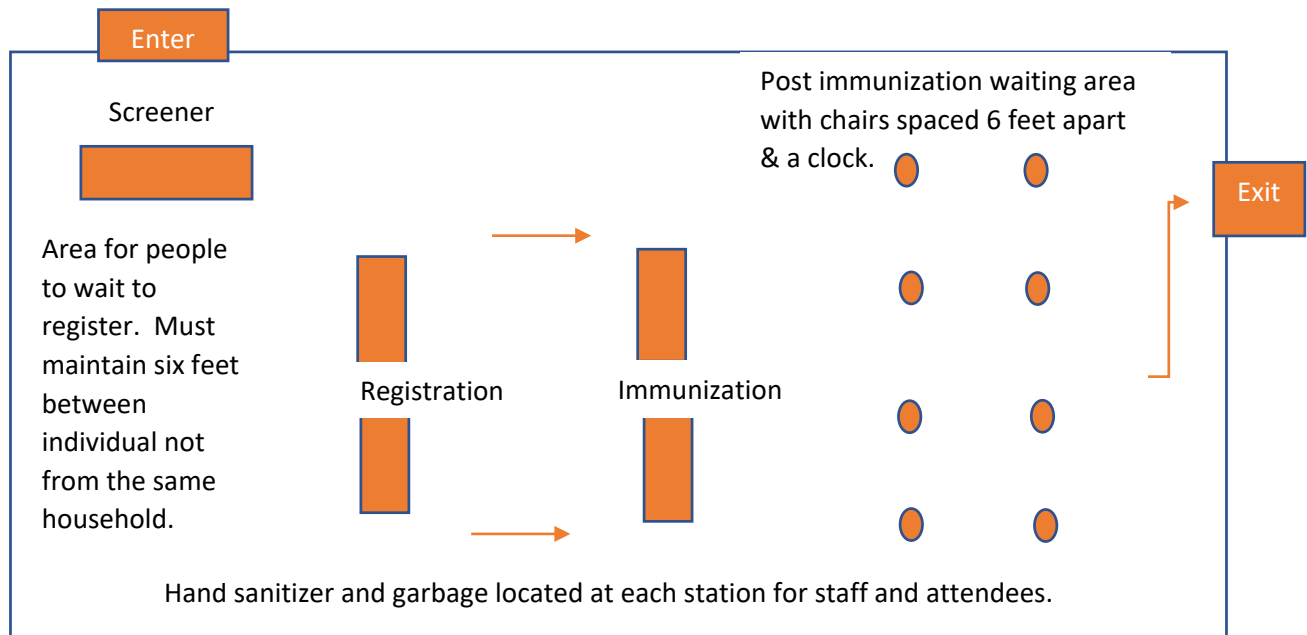 Enter
Screener
Post immunization waiting area
with chairs spaced 6 feet apart
& a clock.
Exit
Area for people
to wait to
register.  Must
maintain six feet
between
individual not
from the same
household.
Registration
Immunization
Hand sanitizer and garbage located at each station for staff and attendees.